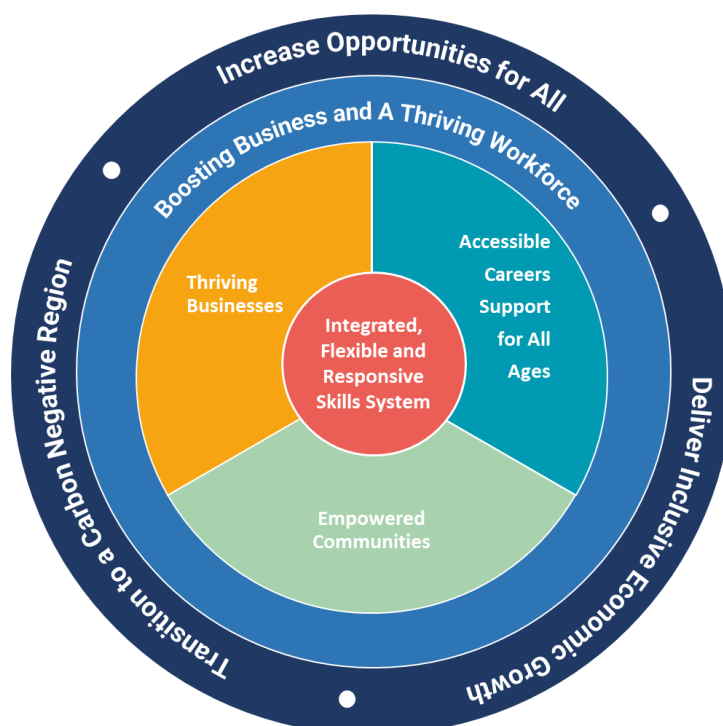 Increase Opportunities for All
Boosting Business and A Thriving Workforce
Thriving
Businesses
Accessible
Careers
Support
for All
Ages
Integrated,
Flexible and
Responsive
Skills System
Empowered
Communities
Deliver Inclusive Economic Growth
Transition to a Carbon Negative Region